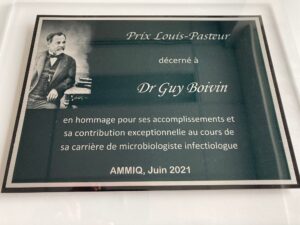 Prix Louis-Pasteur
décerné à
Dr Guy Boivin
en hommage pour ses accomplissements et
sa contribution exceptionnelle au cours de
sa carrière de microbiologiste infectiologue
AMMIQ, Juin 2021